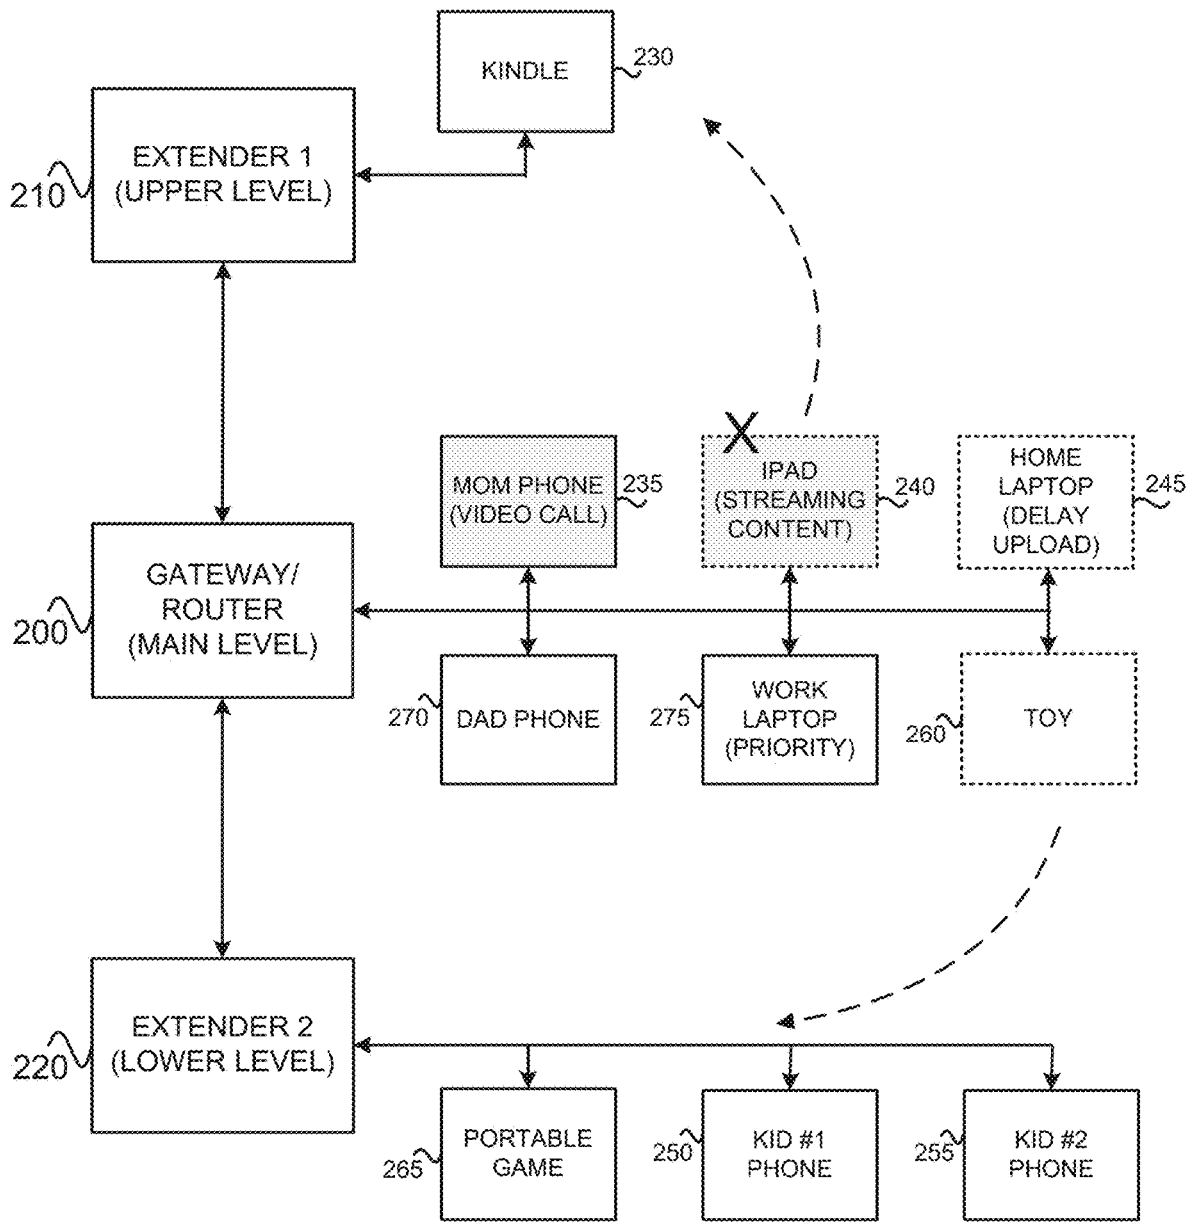 KINDLE
230
EXTENDER 1
(UPPER LEVEL)
210
X
MOM PHONE
(VIDEO CALL)
235
IPAD
(STREAMING
CONTENT)
240
HOME
LAPTOP
(DELAY
UPLOAD)
245
GATEWAY/
ROUTER
(MAIN LEVEL)
200
270
DAD PHONE
275
WORK
LAPTOP
(PRIORITY)
260
TOY
EXTENDER 2
(LOWER LEVEL)
220
265
PORTABLE
GAME
250
KID #1
PHONE
255
KID #2
PHONE